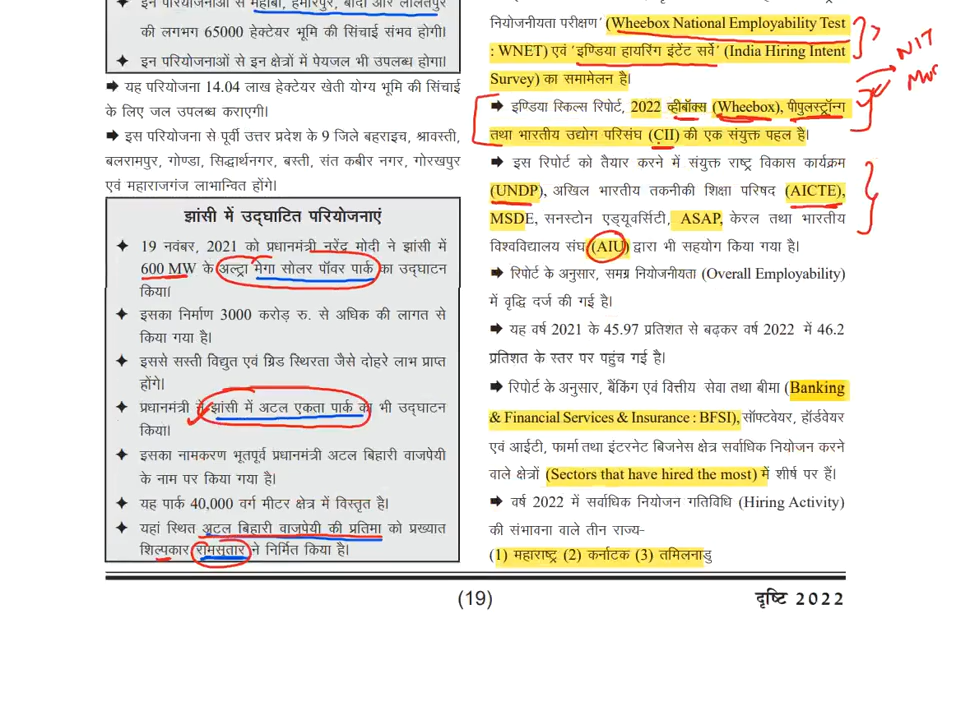 इन परियोजनाओं से महोबा, हमीरपुर, बांदा और ललितपुर
की लगभग 65000 हेक्टेयर भूमि की सिंचाई संभव होगी।
✦ इन परियोजनाओं से इन क्षेत्रों में पेयजल भी उपलब्ध होगा।
➡ यह परियोजना 14.04 लाख हेक्टेयर खेती योग्य भूमि की सिंचाई
के लिए जल उपलब्ध कराएगी।
➡ इस परियोजना से पूर्वी उत्तर प्रदेश के 9 जिले बहराइच, श्रावस्ती,
बलरामपुर, गोण्डा, सिद्धार्थनगर, बस्ती, संत कबीर नगर, गोरखपुर
एवं महाराजगंज लाभान्वित होंगे।
झांसी में उद्घाटित परियोजनाएं
✦ 19 नवंबर, 2021 को प्रधानमंत्री नरेंद्र मोदी ने झांसी में
600 MW के अल्ट्रा मेगा सोलर पॉवर पार्क का उद्घाटन
किया।
✦ इसका निर्माण 3000 करोड़ रु. से अधिक की लागत से
किया गया है।
✦ इससे सस्ती विद्युत एवं ग्रिड स्थिरता जैसे दोहरे लाभ प्राप्त
होंगे।
✦ प्रधानमंत्री ने झांसी में अटल एकता पार्क का भी उद्घाटन
किया।
✦ इसका नामकरण भूतपूर्व प्रधानमंत्री अटल बिहारी वाजपेयी
के नाम पर किया गया है।
✦ यह पार्क 40,000 वर्ग मीटर क्षेत्र में विस्तृत है।
✦ यहां स्थित अटल बिहारी वाजपेयी की प्रतिमा को प्रख्यात
शिल्पकार रामसुतार ने निर्मित किया है।
नियोजनीयता परीक्षण' (Wheebox National Employability Test
: WNET) एवं 'इण्डिया हायरिंग इंटेंट सर्वे' (India Hiring Intent
Survey) का समामेलन है।
➡ इण्डिया स्किल्स रिपोर्ट, 2022 व्हीबॉक्स (Wheebox), पीपुलस्ट्रॉन्ग
तथा भारतीय उद्योग परिसंघ (CII) की एक संयुक्त पहल है।
➡ इस रिपोर्ट को तैयार करने में संयुक्त राष्ट्र विकास कार्यक्रम
(UNDP), अखिल भारतीय तकनीकी शिक्षा परिषद (AICTE),
MSDE, सनस्टोन एड्यूवर्सिटी, ASAP, केरल तथा भारतीय
विश्वविद्यालय संघ (AIU) द्वारा भी सहयोग किया गया है।
➡ रिपोर्ट के अनुसार, समग्र नियोजनीयता (Overall Employability)
में वृद्धि दर्ज की गई है।
➡ यह वर्ष 2021 के 45.97 प्रतिशत से बढ़कर वर्ष 2022 में 46.2
प्रतिशत के स्तर पर पहुंच गई है।
➡ रिपोर्ट के अनुसार, बैंकिंग एवं वित्तीय सेवा तथा बीमा (Banking
& Financial Services & Insurance : BFSI), सॉफ्टवेयर, हॉर्डवेयर
एवं आईटी, फार्मा तथा इंटरनेट बिजनेस क्षेत्र सर्वाधिक नियोजन करने
वाले क्षेत्रों (Sectors that have hired the most) में शीर्ष पर हैं।
➡ वर्ष 2022 में सर्वाधिक नियोजन गतिविधि (Hiring Activity)
की संभावना वाले तीन राज्य-
(1) महाराष्ट्र (2) कर्नाटक (3) तमिलनाडु
(19)
दृष्टि 2022